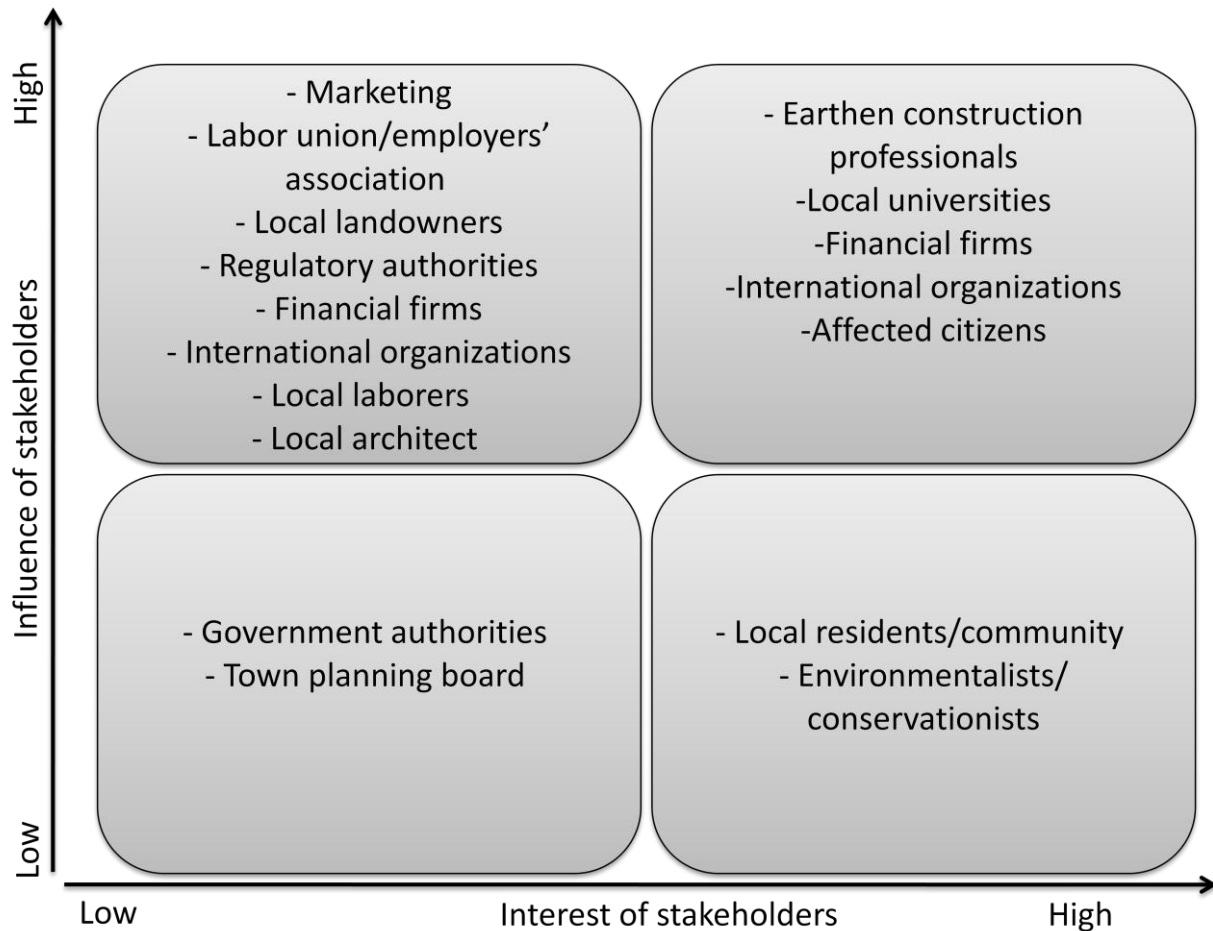 High
Influence of stakeholders
Low
- Marketing
- Labor union/employers’
association
- Local landowners
- Regulatory authorities
- Financial firms
- International organizations
- Local laborers
- Local architect
- Earthen construction
professionals
-Local universities
-Financial firms
-International organizations
-Affected citizens
- Government authorities
- Town planning board
- Local residents/community
- Environmentalists/
conservationists
Low
Interest of stakeholders
High